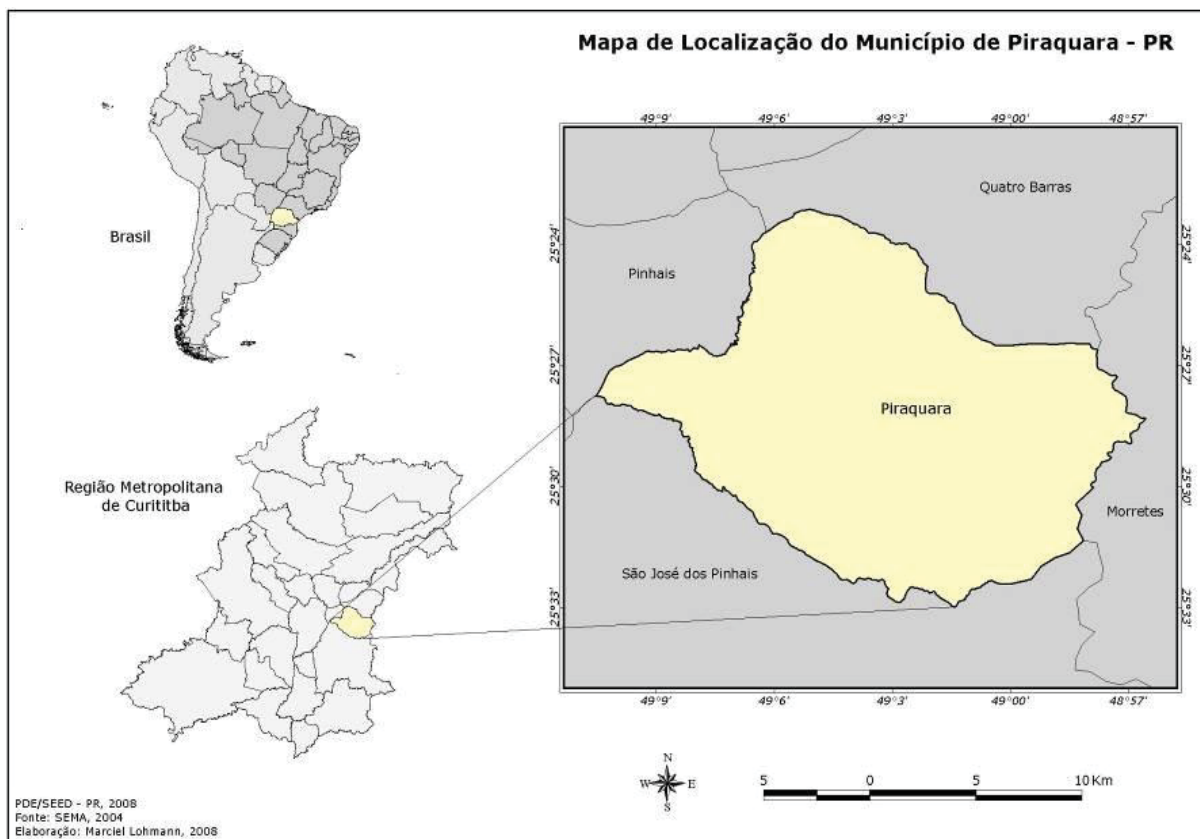 Mapa de Localização do Município de Piraquara - PR
Brasil
Região Metropolitana
de Curititba
49°9'
49°6'
49°3'
49°00'
48°57'
25°24'
25°27'
25°30'
25°33'
25°24'
25°27'
25°30'
25°33'
Quatro Barras
Pinhais
Piraquara
Morretes
São José dos Pinhais
49°9'
49°6'
49°3'
49°00'
48°57'
N
W
E
S
5
0
5
10 Km
PDE/SEED - PR, 2008
Fonte: SEMA, 2004
Elaboração: Marciel Lohmann, 2008